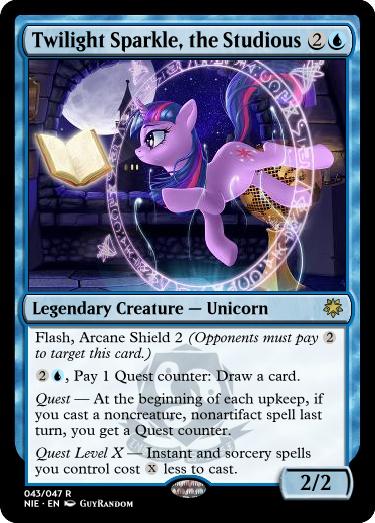 Twilight Sparkle, the Studious 2
Legendary Creature — Unicorn
Flash, Arcane Shield 2 (Opponents must pay 2
to target this card.)
2, Pay 1 Quest counter: Draw a card.
Quest — At the beginning of each upkeep, if
you cast a noncreature, nonartifact spell last
turn, you get a Quest counter.
Quest Level X — Instant and sorcery spells
you control cost X less to cast.
2/2
043/047 R
NIE • EN GuyRandom